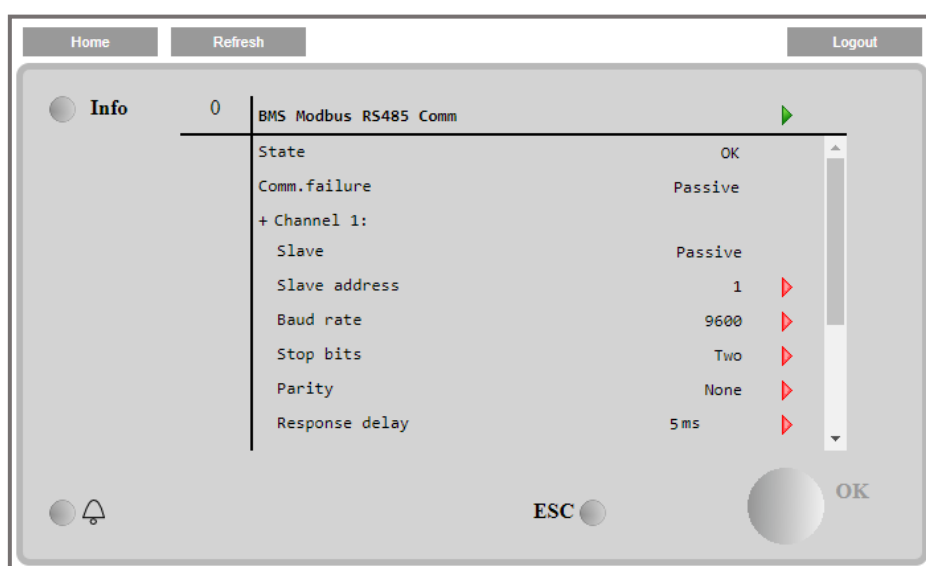 Home Refresh Logout
Info 0 BMS Modbus RS485 Comm
State OK
Comm.failure Passive
+ Channel 1:
Slave Passive
Slave address 1
Baud rate 9600
Stop bits Two
Parity None
Response delay 5ms
ESC OK